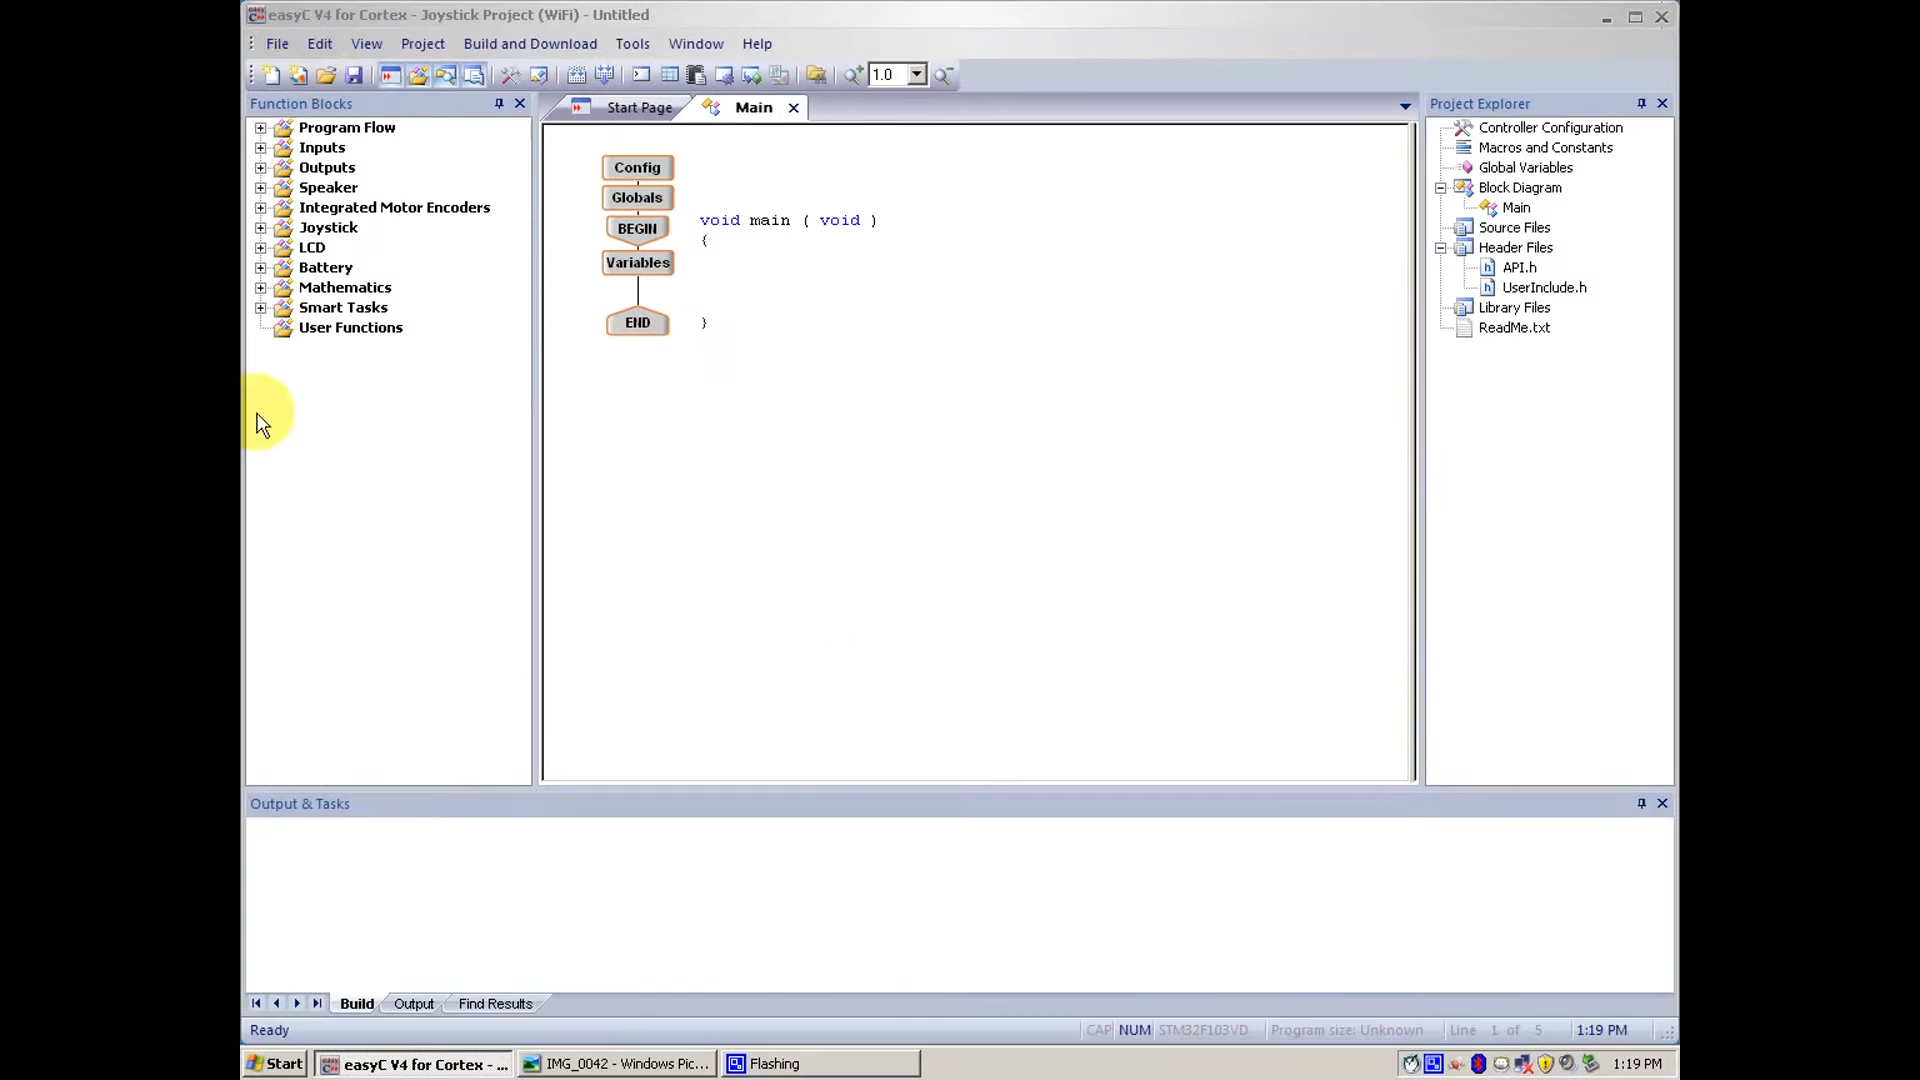 easyC V4 for Cortex - Joystick Project (WiFi) - Untitled
File Edit View Project Build and Download Tools Window Help
1.0
Function Blocks
Program Flow
Inputs
Outputs
Speaker
Integrated Motor Encoders
Joystick
LCD
Battery
Mathematics
Smart Tasks
User Functions
Start Page Main
Config
Globals
BEGIN void main ( void )
{
Variables
END }
Project Explorer
Controller Configuration
Macros and Constants
Global Variables
Block Diagram
Main
Source Files
Header Files
h API.h
h UserInclude.h
Library Files
ReadMe.txt
Output & Tasks
Build Output Find Results
Ready CAP NUM STM32F103VD Program size: Unknown Line 1 of 5 1:19 PM
Start easyC V4 for Cortex - ... IMG_0042 - Windows Pic... Flashing 1:19 PM